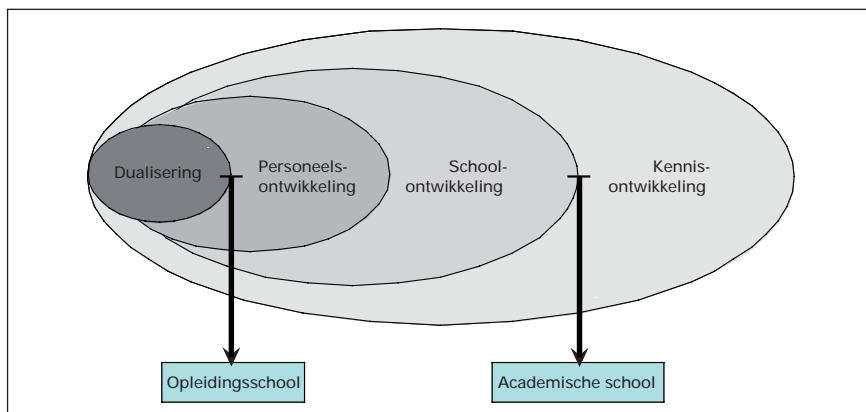 Dualisering
Personeels-
ontwikkeling
School-
ontwikkeling
Kennis-
ontwikkeling
Opleidingsschool
Academische school